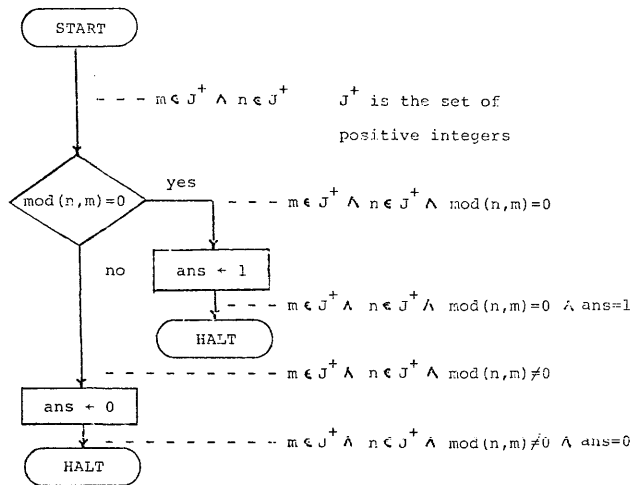 START
- - - m ∈ J⁺ ∧ n ∈ J⁺ J⁺ is the set of
positive integers
mod(n,m)=0
yes
- - - m ∈ J⁺ ∧ n ∈ J⁺ ∧ mod(n,m)=0
no
ans ← 1
- - - - m ∈ J⁺ ∧ n ∈ J⁺ ∧ mod(n,m)=0 ∧ ans=1
HALT
- - - - - - - - - - m ∈ J⁺ ∧ n ∈ J⁺ ∧ mod(n,m)≠0
ans ← 0
- - - - - - - - - - m ∈ J⁺ ∧ n ∈ J⁺ ∧ mod(n,m)≠0 ∧ ans=0
HALT